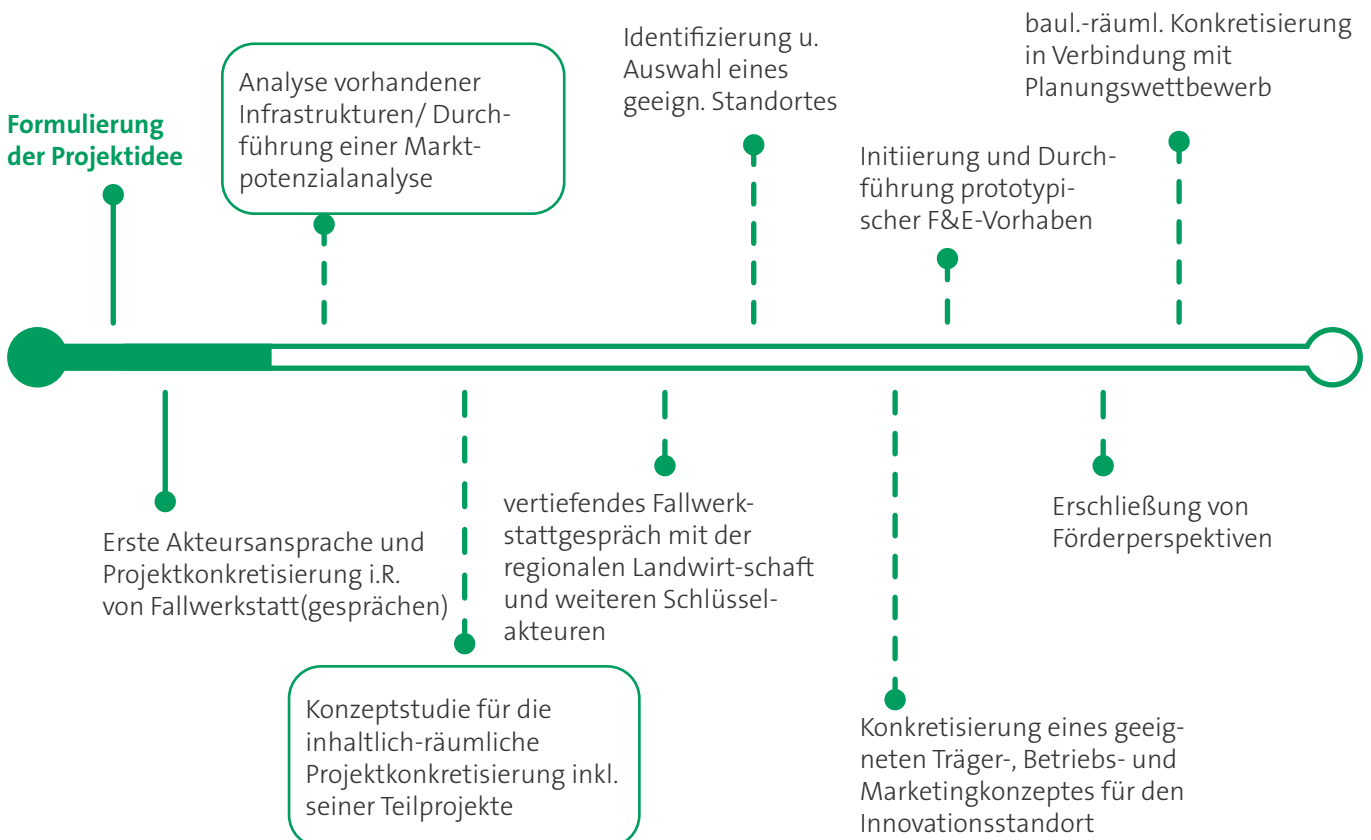 Formulierung
der Projektidee
Analyse vorhandener
Infrastrukturen/ Durch-
führung einer Markt-
potenzialanalyse
Identifizierung u.
Auswahl eines
geeign. Standortes
Initiierung und Durch-
führung prototypi-
scher F&E-Vorhaben
baul.-räuml. Konkretisierung
in Verbindung mit
Planungswettbewerb
Erste Akteursansprache und
Projektkonkretisierung i.R.
von Fallwerkstatt(gesprächen)
Konzeptstudie für die
inhaltlich-räumliche
Projektkonkretisierung inkl.
seiner Teilprojekte
vertiefendes Fallwerk-
stattgespräch mit der
regionalen Landwirt-schaft
und weiteren Schlüssel-
akteuren
Konkretisierung eines geeig-
neten Träger-, Betriebs- und
Marketingkonzeptes für den
Innovationsstandort
Erschließung von
Förderperspektiven